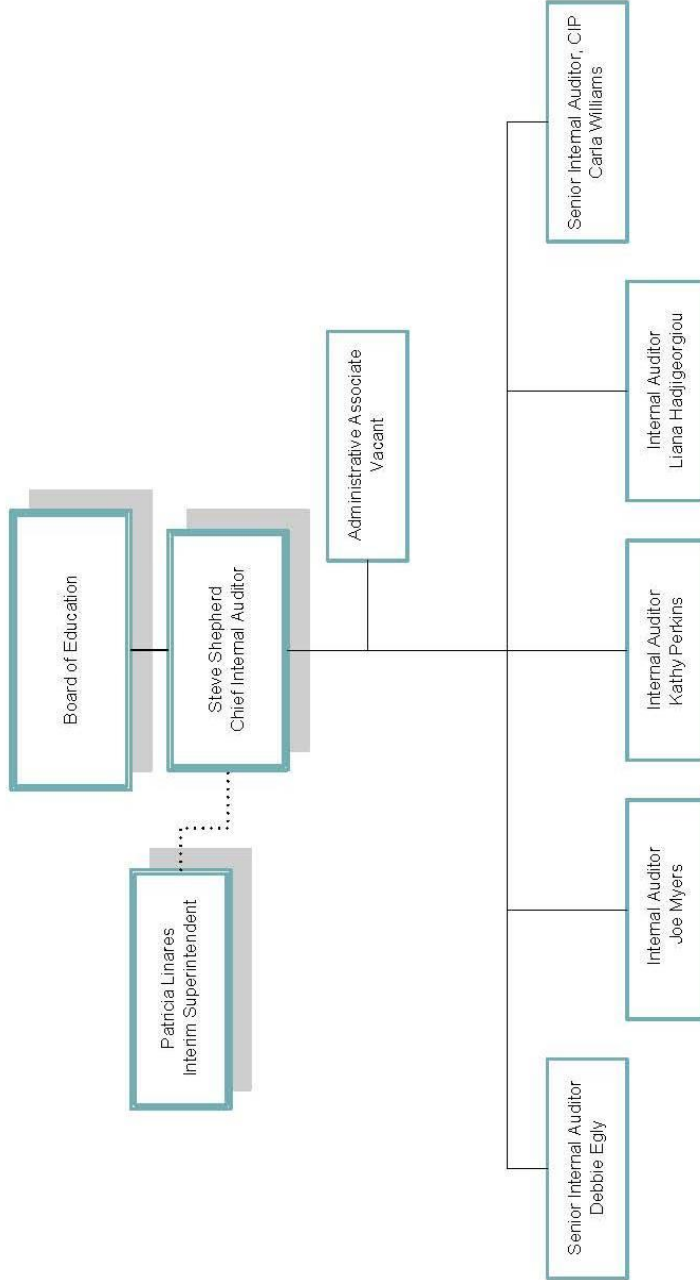 Board of Education
Patricia Linares
Interim Superintendent
Steve Shepherd
Chief Internal Auditor
Administrative Associate
Vacant
Senior Internal Auditor
Debbie Egly
Internal Auditor
Joe Myers
Internal Auditor
Kathy Perkins
Internal Auditor
Liana Hadjigeorgiou
Senior Internal Auditor, CIP
Carla Williams